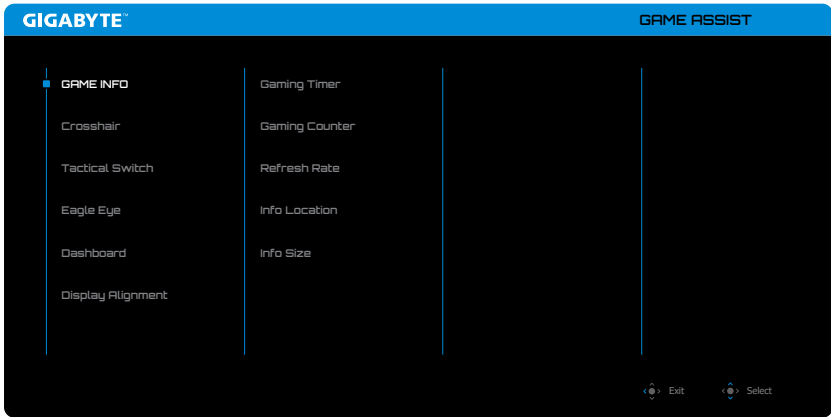 GIGABYTE™
GAME ASSIST
GAME INFO
Crosshair
Tactical Switch
Eagle Eye
Dashboard
Display Alignment
Gaming Timer
Gaming Counter
Refresh Rate
Info Location
Info Size
Exit
Select